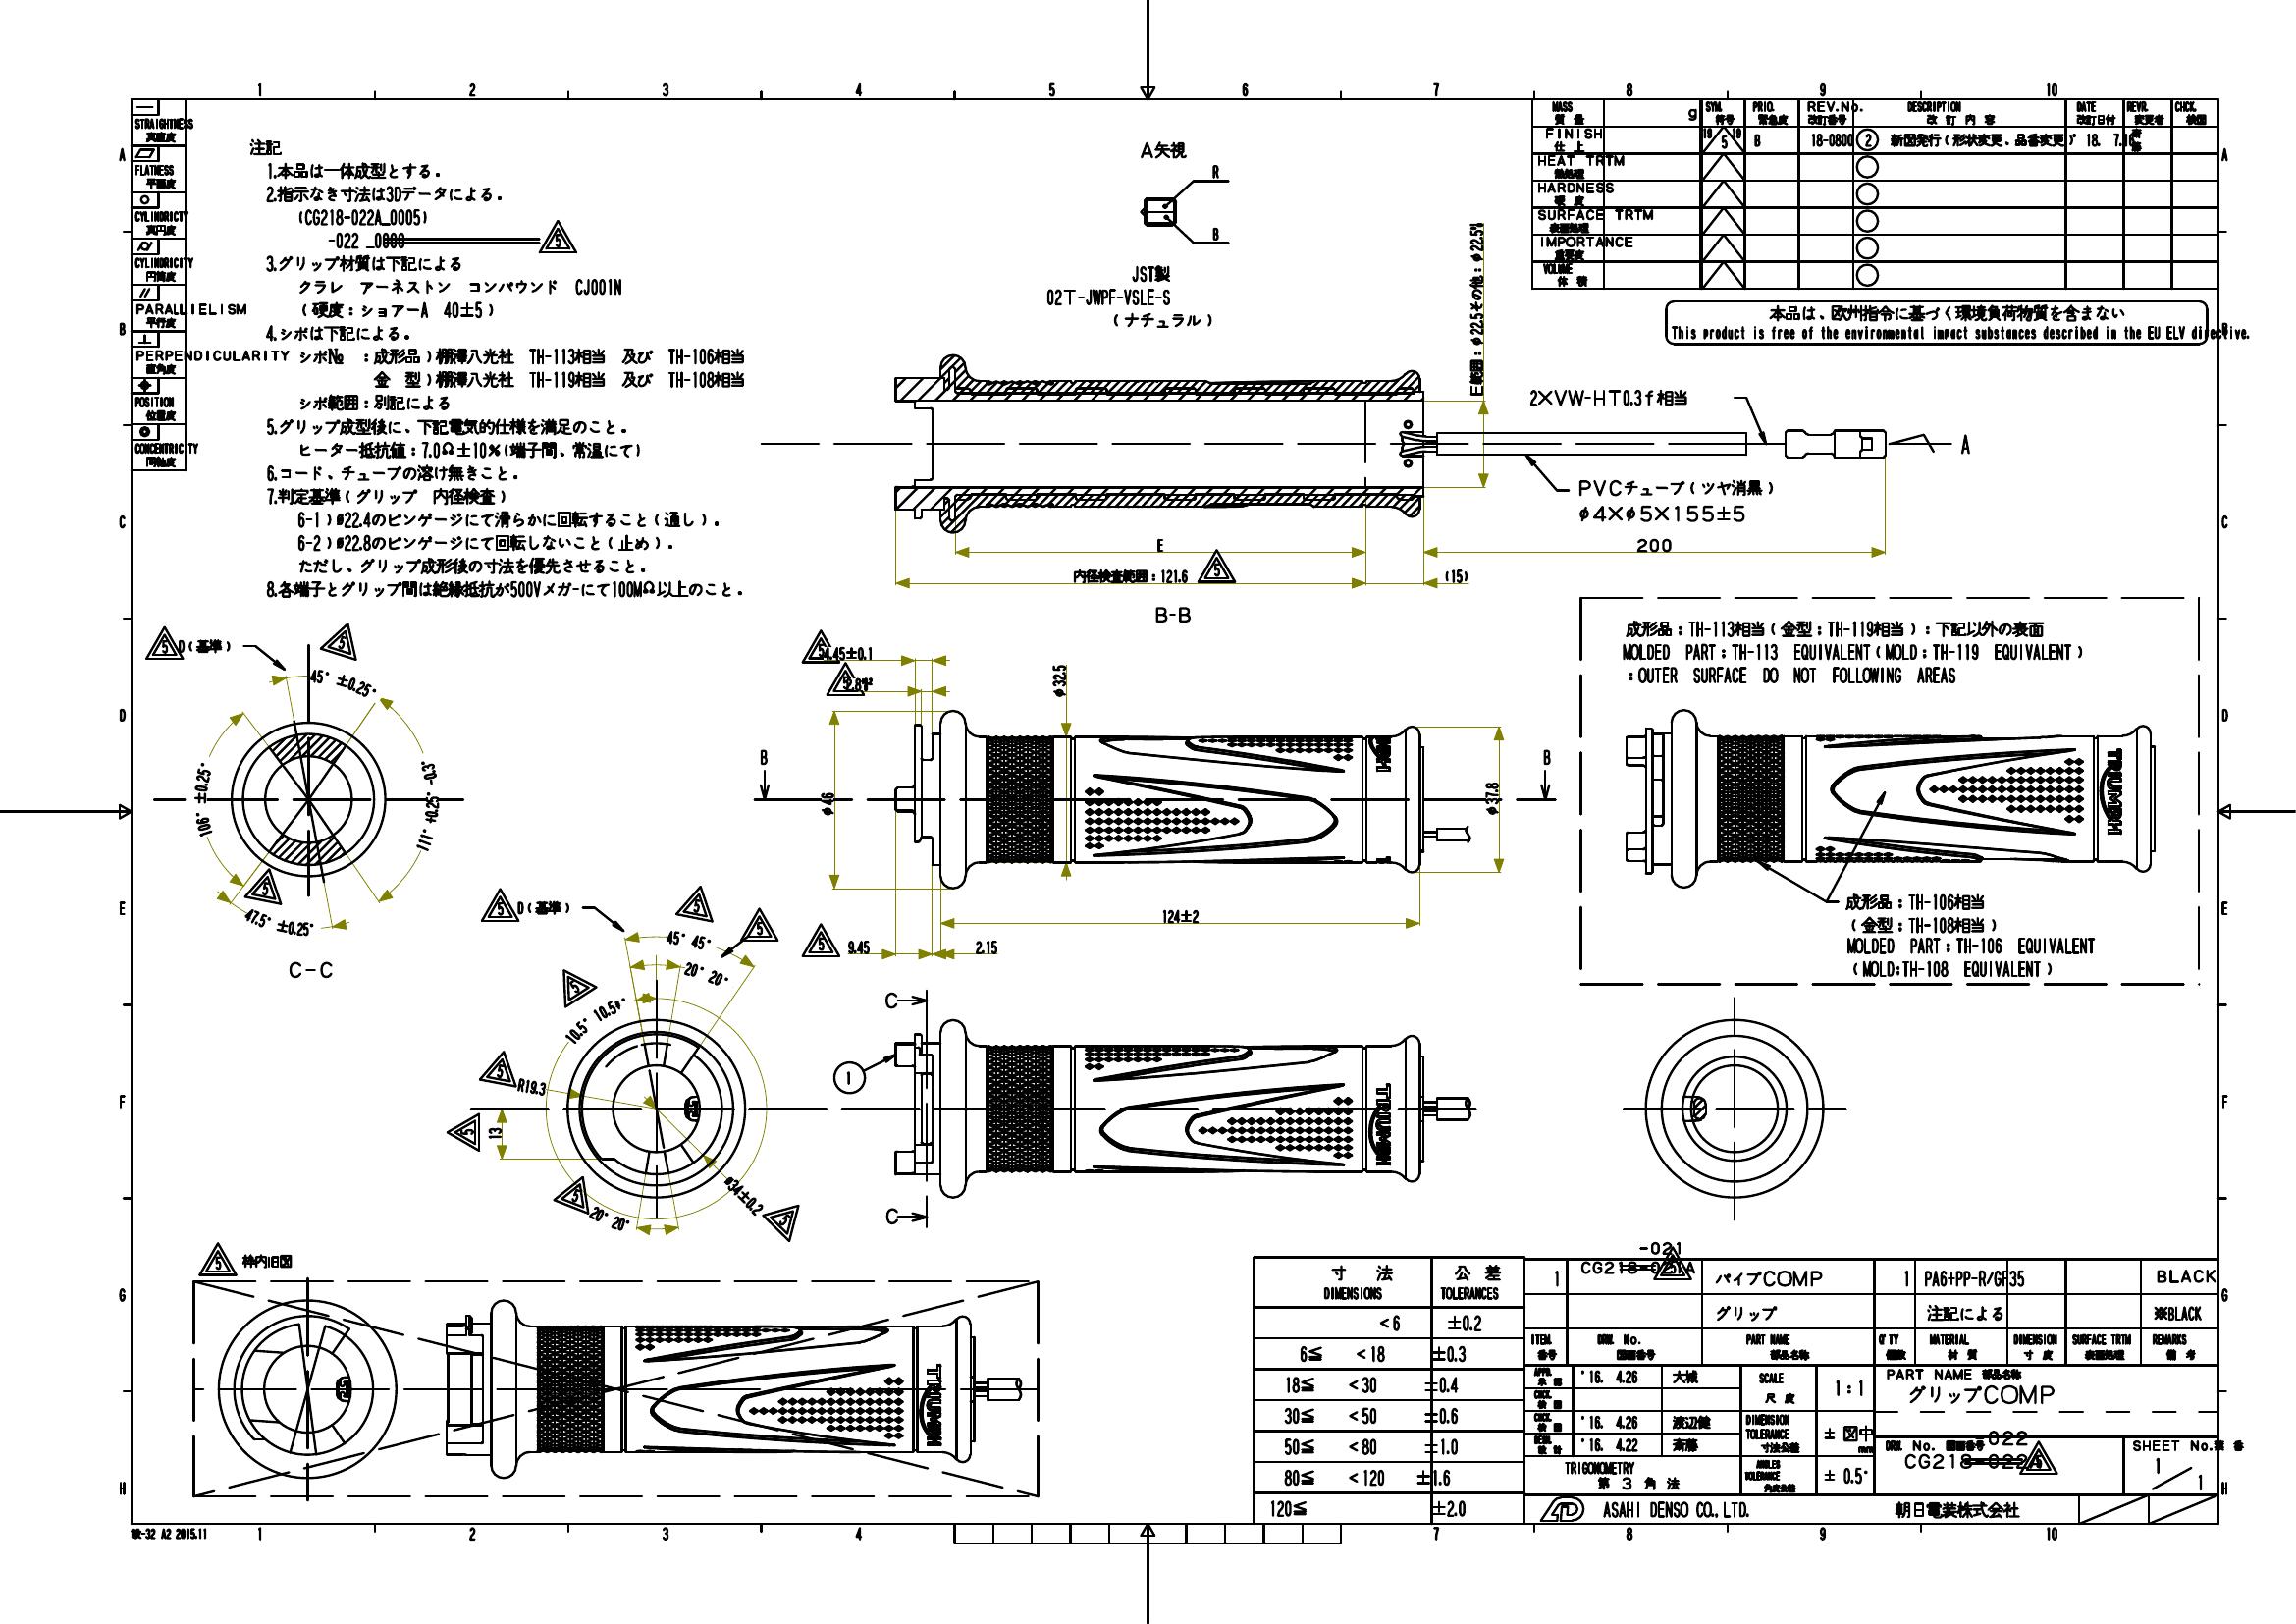 1 2 3 4 5 6 7 8 9 10
A B C D E F G H
STRAIGHTNESS
真直度
FLATNESS
平面度
CYLINDRICTY
真円度
CYLINDRICITY
円筒度
PARALLIELISM
平行度
PERPENDICULARITY
直角度
POSITION
位置度
CONCENTRICTY
同軸度
注記
1.本品は一体成型とする.
2.指示なき寸法は3Dデータによる.
(CG218-022A_0005)
-022 _0000 5
3.グリップ材質は下記による
クラレ アーネストン コンパウンド CJ001N
(硬度:ショアーA 40±5)
4.シボは下記による.
シボ№ :成形品)棚澤八光社 TH-113相当 及び TH-106相当
金 型)棚澤八光社 TH-119相当 及び TH-108相当
シボ範囲:別記による
5.グリップ成型後に、下記電気的仕様を満足のこと.
ヒーター抵抗値:7.0Ω±10%(端子間、常温にて)
6.コード、チューブの溶け無きこと.
7.判定基準(グリップ 内径検査)
6-1)ø22.4のピンゲージにて滑らかに回転すること(通し).
6-2)ø22.8のピンゲージにて回転しないこと(止め).
ただし、グリップ成形後の寸法を優先させること.
8.各端子とグリップ間は絶縁抵抗が500Vメガ-にて100MΩ以上のこと.
A矢視
R
B
JST製
02T-JWPF-VSLE-S
(ナチュラル)
MASS 質 量 g SYM. 符号 PRIO. 緊急度 REV.No. 改訂番号 DESCRIPTION 改 訂 内 容 DATE 改訂日付 REVR. 変更者 CHCK. 検図
FINISH 仕 上 5 B 18-0800 2 新図発行(形状変更、品番変更)
HEAT TRTM 熱処理
HARDNESS 硬 度
SURFACE TRTM 表面処理
IMPORTANCE 重要度
VOLUME 体 積
本品は、欧州指令に基づく環境負荷物質を含まない
This product is free of the environmental impact substances described in the EU ELV directive.
2×VW-HT0.3f相当
A
PVCチューブ(ツヤ消黒)
φ4×φ5×155±5
E
200
内径検査範囲:121.6 5
(15)
B-B
5 D(基準) 5
45° ±0.25°
106° ±0.25°
111° +0.25° -0.3°
5
47.5° ±0.25°
C-C
5 4.45±0.1
5
φ32.5
φ46
B B
φ37.8
124±2
5 9.45 2.15
成形品:TH-113相当(金型:TH-119相当):下記以外の表面
MOLDED PART:TH-113 EQUIVALENT(MOLD:TH-119 EQUIVALENT)
:OUTER SURFACE DO NOT FOLLOWING AREAS
TRIUMPH
成形品:TH-106相当
(金型:TH-108相当)
MOLDED PART:TH-106 EQUIVALENT
(MOLD:TH-108 EQUIVALENT)
5 D(基準) 5 5
45° 45°
20° 20°
5
10.5° 10.5°
5 R19.3
5 13
5 20° 20°
ø34±0.2 5
C
1
TRIUMPH
C
5 枠内旧図
TRIUMPH
寸 法 公 差
DIMENSIONS TOLERANCES
<6 ±0.2
6≦ <18 ±0.3
18≦ <30 ±0.4
30≦ <50 ±0.6
50≦ <80 ±1.0
80≦ <120 ±1.6
120≦ ±2.0
-021
1 CG218-021A 5 パイプCOMP 1 PA6+PP-R/GF35 BLACK
グリップ 注記による ※BLACK
ITEM. 番号 DRW. No. 図面番号 PART NAME 部品名称 Q'TY 個数 MATERIAL 材 質 DIMENSION 寸 度 SURFACE TRTM 表面処理 REMARKS 備 考
APPR. 承 認 '16. 4.26 大城
CHCK. 検 図
CHCK. 検 図 '16. 4.26 渡辺健
DESN. 設 計 '16. 4.22 斎藤
SCALE 尺 度 1:1
DIMENSION TOLERANCE 寸法公差 ± 図中 mm
ANGLES TOLERANCE 角度公差 ± 0.5°
TRIGONOMETRY
第 3 角 法
PART NAME 部品名称
グリップCOMP
DRW. No. 図面番号 -022
CG218-022 5
SHEET No.葉 番
1/1
ASAHI DENSO CO., LTD. 朝日電装株式会社
A2 2015.11
1 2 3 4 7 8 9 10